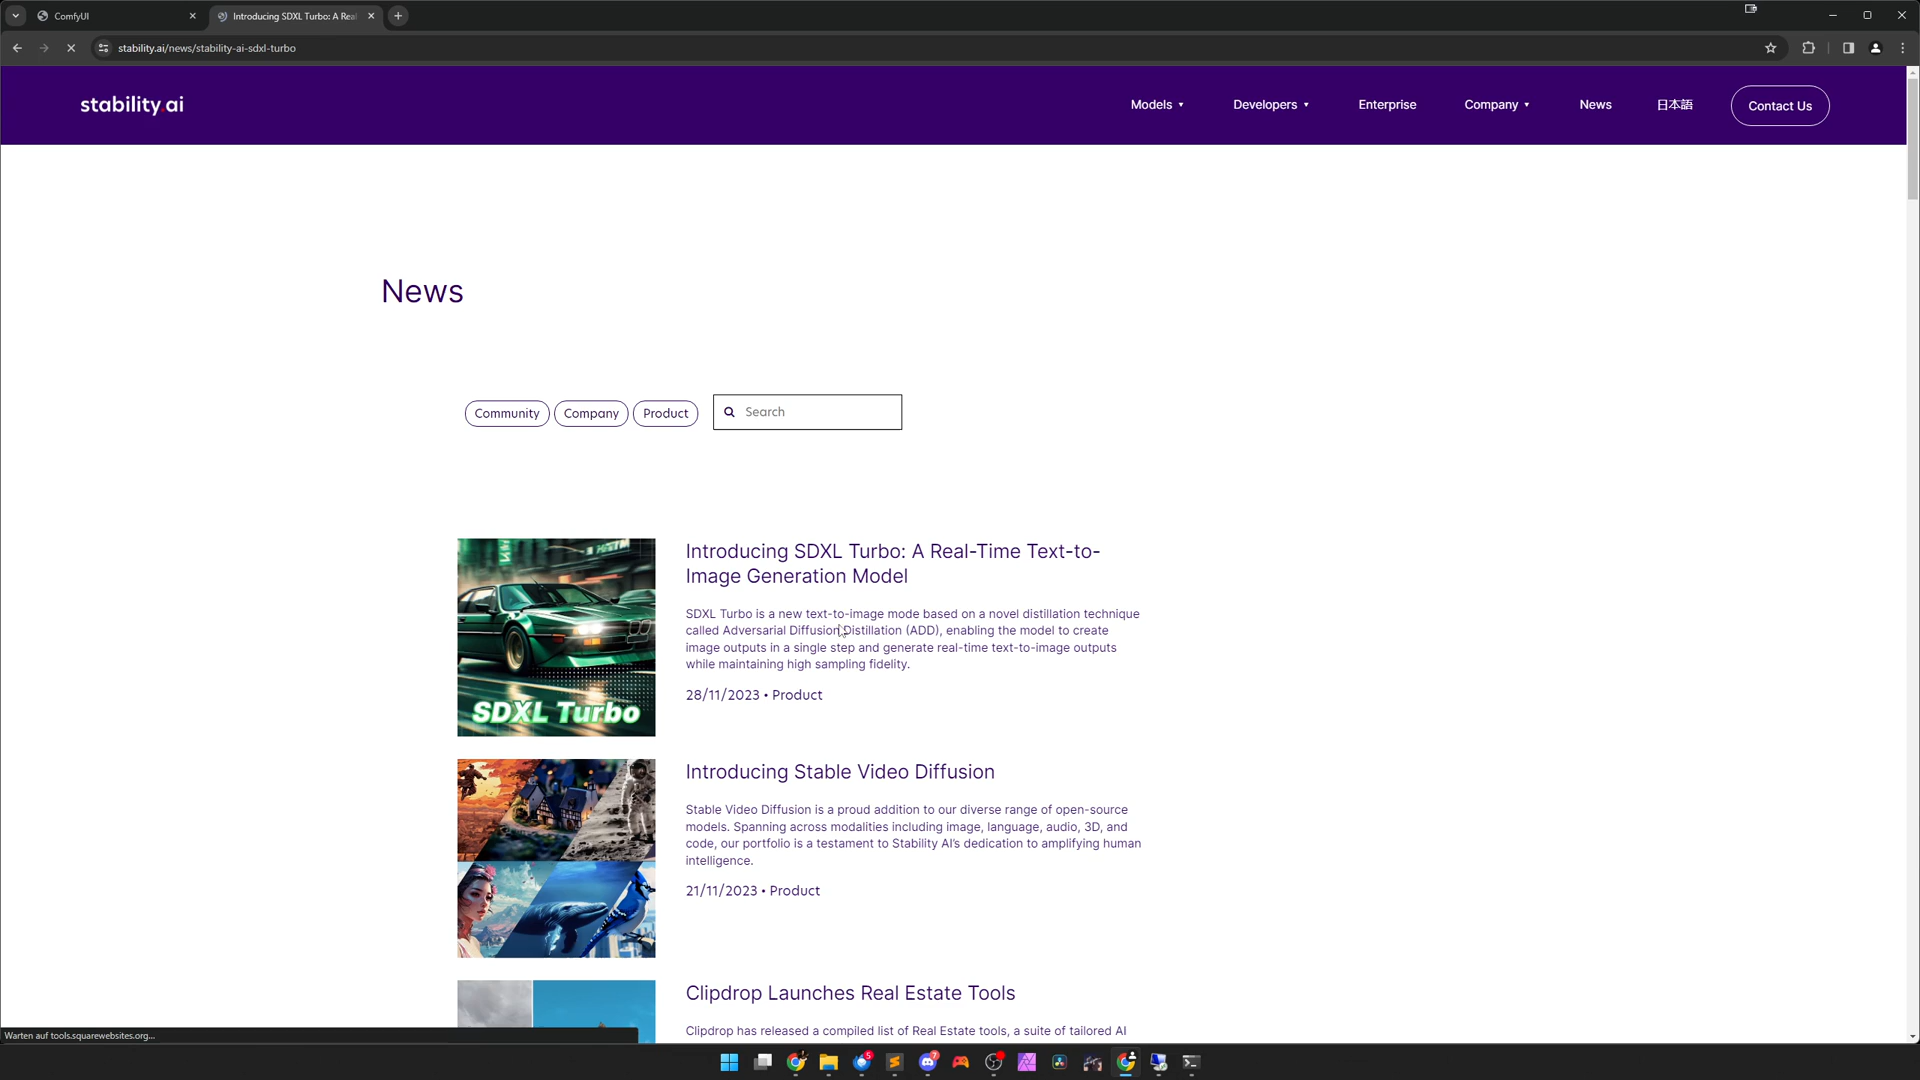 ComfyUI
Introducing SDXL Turbo: A Real
stability.ai/news/stability-ai-sdxl-turbo
stability.ai
Models
Developers
Enterprise
Company
News
日本語
Contact Us
News
Community
Company
Product
Search
SDXL Turbo
Introducing SDXL Turbo: A Real-Time Text-to-
Image Generation Model
SDXL Turbo is a new text-to-image mode based on a novel distillation technique
called Adversarial Diffusion Distillation (ADD), enabling the model to create
image outputs in a single step and generate real-time text-to-image outputs
while maintaining high sampling fidelity.
28/11/2023 • Product
Introducing Stable Video Diffusion
Stable Video Diffusion is a proud addition to our diverse range of open-source
models. Spanning across modalities including image, language, audio, 3D, and
code, our portfolio is a testament to Stability AI's dedication to amplifying human
intelligence.
21/11/2023 • Product
Clipdrop Launches Real Estate Tools
Clipdrop has released a compiled list of Real Estate tools, a suite of tailored AI
Warten auf tools.squarewebsites.org...
5
7